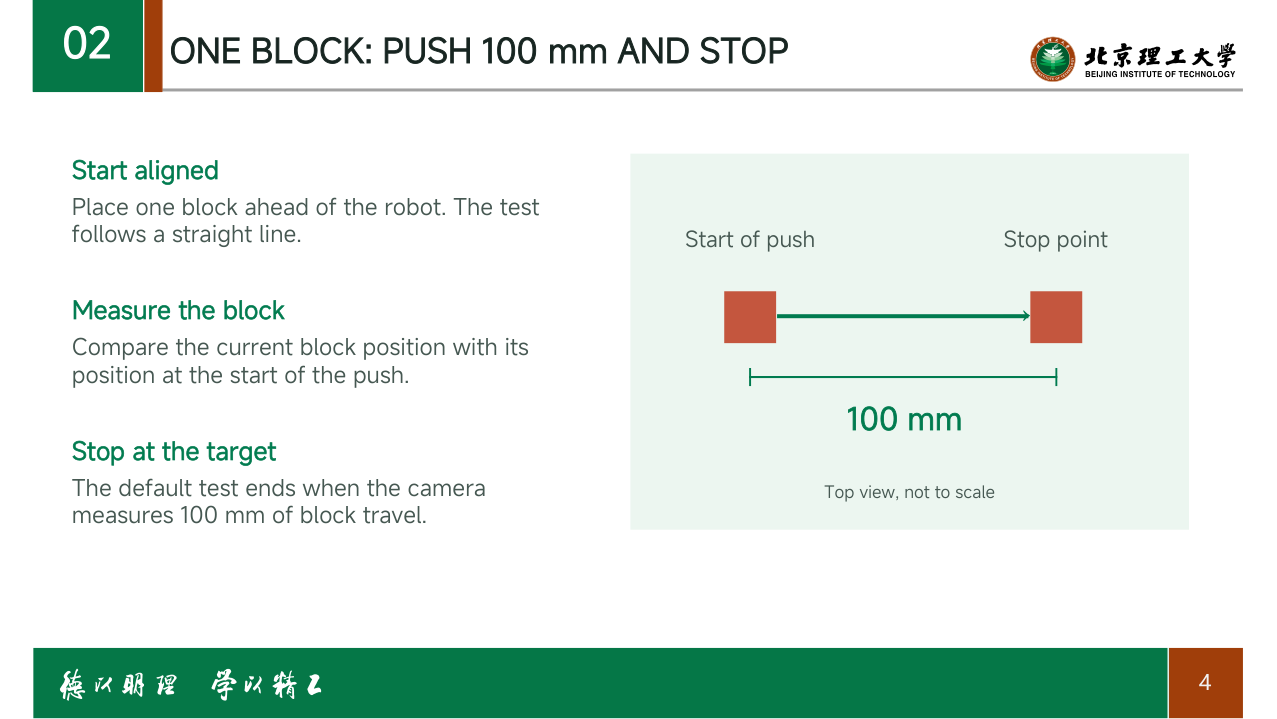 02
ONE BLOCK: PUSH 100 mm AND STOP
北京理工大学
BEIJING INSTITUTE OF TECHNOLOGY
Start aligned
Place one block ahead of the robot. The test
follows a straight line.
Measure the block
Compare the current block position with its
position at the start of the push.
Stop at the target
The default test ends when the camera
measures 100 mm of block travel.
Start of push
Stop point
100 mm
Top view, not to scale
德以明理 学以精工
4